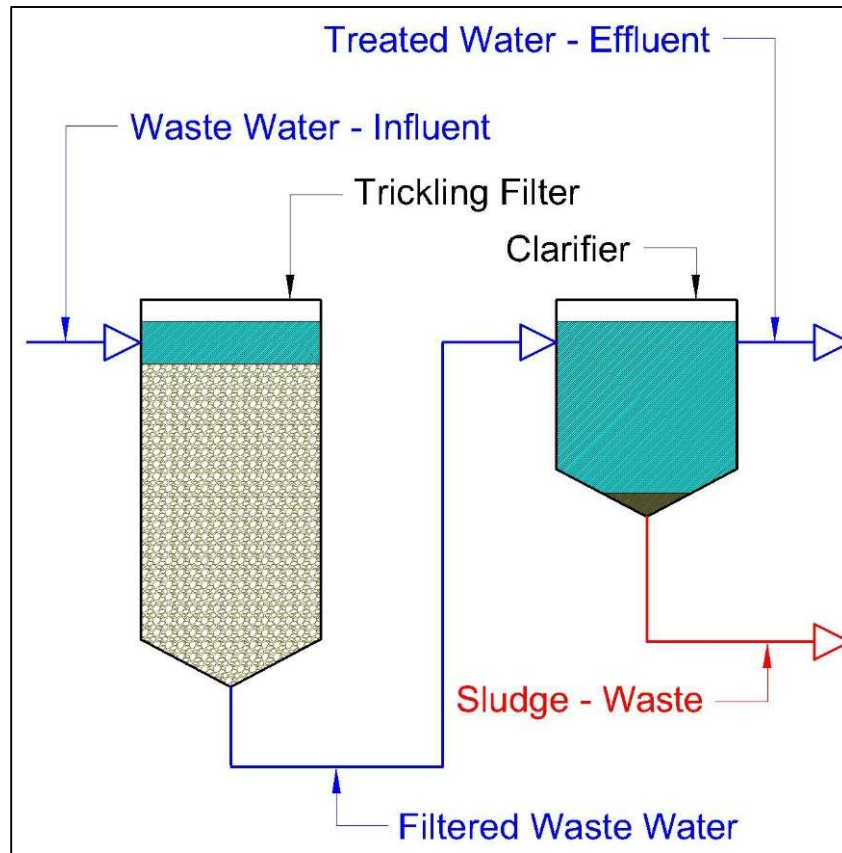 Treated Water - Effluent
Waste Water - Influent
Trickling Filter
Clarifier
Sludge - Waste
Filtered Waste Water